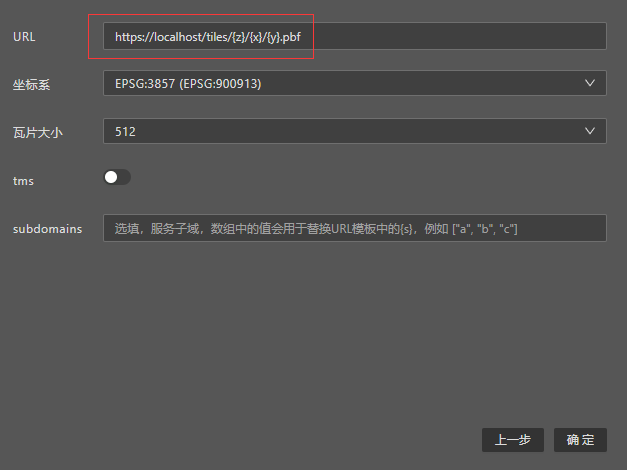 URL https://localhost/tiles/{z}/{x}/{y}.pbf
坐标系 EPSG:3857 (EPSG:900913)
瓦片大小 512
tms
subdomains 选填，服务子域，数组中的值会用于替换URL模板中的{s}，例如 ["a", "b", "c"]
上一步 确 定